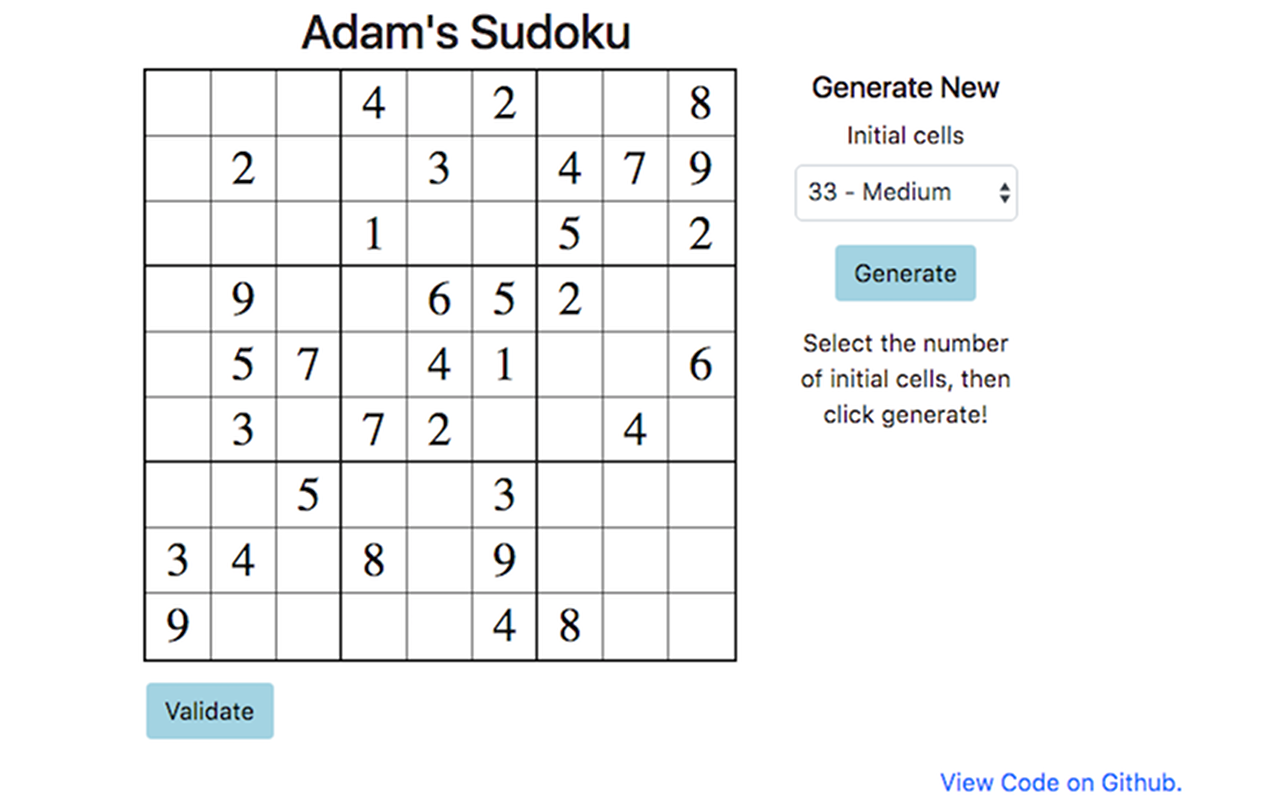 Adam's Sudoku
4 2 8
2 3 4 7 9
1 5 2
9 6 5 2
5 7 4 1 6
3 7 2 4
5 3
3 4 8 9
9 4 8
Validate
Generate New
Initial cells
33 - Medium
Generate
Select the number
of initial cells, then
click generate!
View Code on Github.